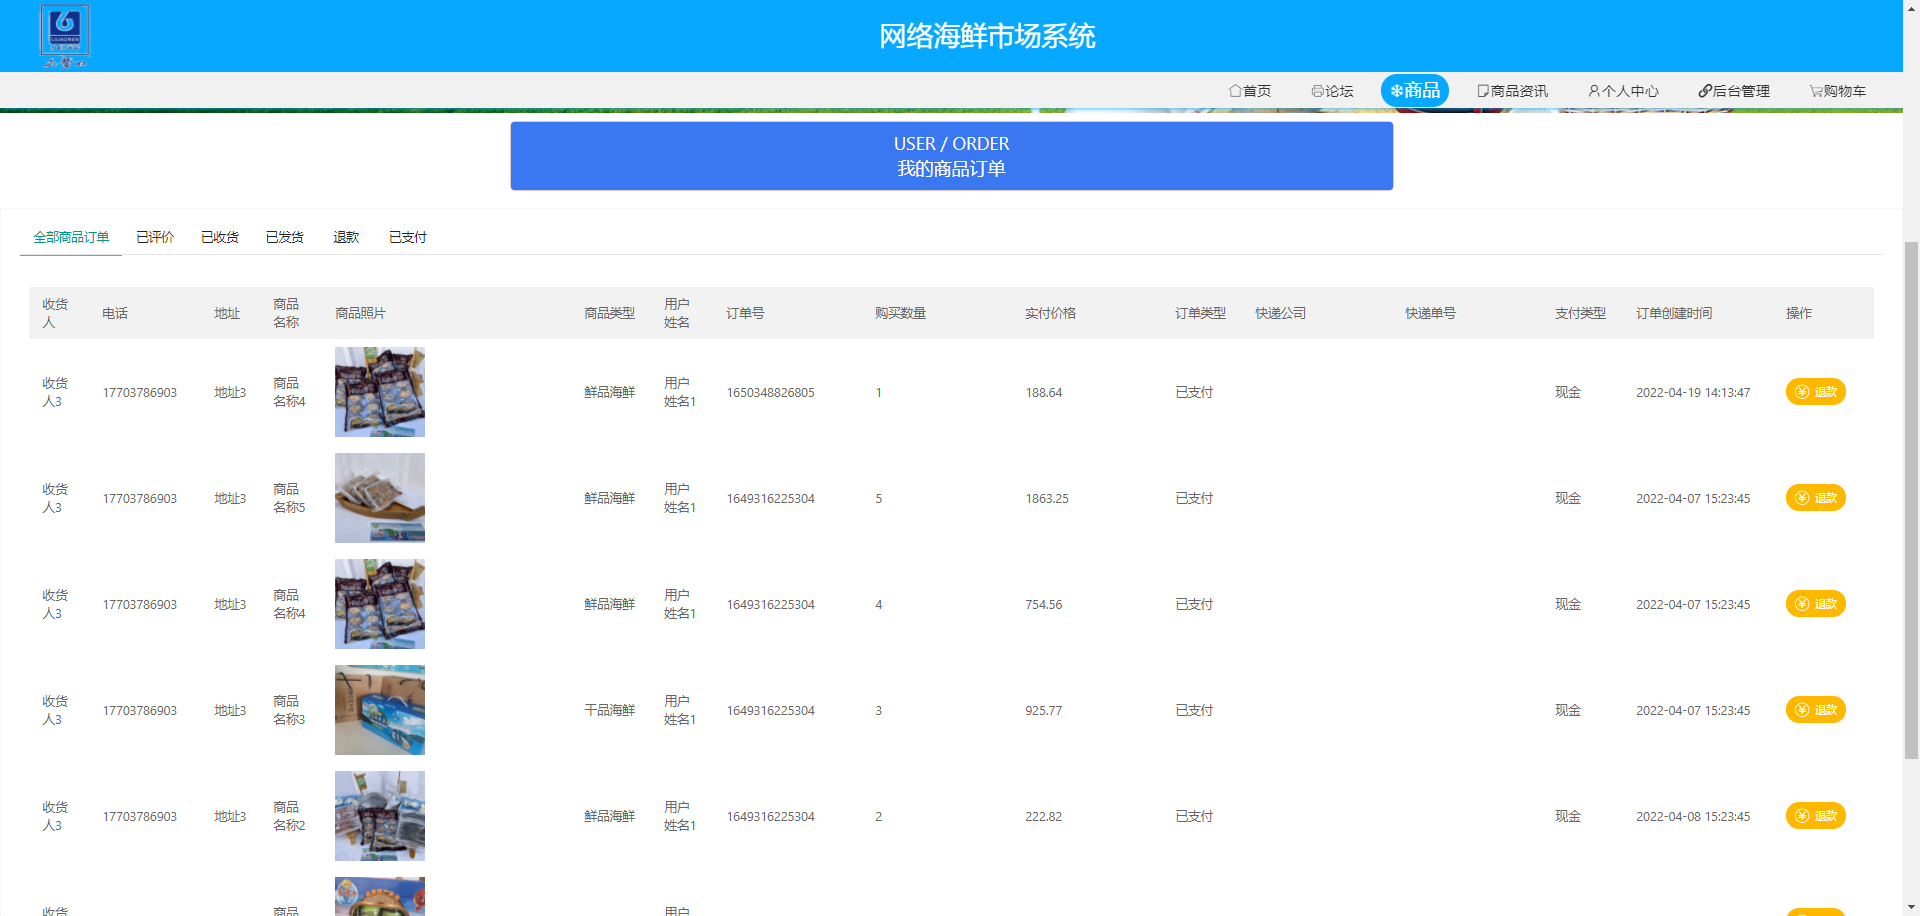 网络海鲜市场系统
首页 论坛 商品 商品资讯 个人中心 后台管理 购物车
USER / ORDER
我的商品订单
全部商品订单 已评价 已收货 已发货 退款 已支付
收货人 电话 地址 商品名称 商品照片 商品类型 用户姓名 订单号 购买数量 实付价格 订单类型 快递公司 快递单号 支付类型 订单创建时间 操作
收货人3 17703786903 地址3 商品名称4 鲜品海鲜 用户姓名1 1650348826805 1 188.64 已支付 现金 2022-04-19 14:13:47 退款
收货人3 17703786903 地址3 商品名称5 鲜品海鲜 用户姓名1 1649316225304 5 1863.25 已支付 现金 2022-04-07 15:23:45 退款
收货人3 17703786903 地址3 商品名称4 鲜品海鲜 用户姓名1 1649316225304 4 754.56 已支付 现金 2022-04-07 15:23:45 退款
收货人3 17703786903 地址3 商品名称3 干品海鲜 用户姓名1 1649316225304 3 925.77 已支付 现金 2022-04-07 15:23:45 退款
收货人3 17703786903 地址3 商品名称2 鲜品海鲜 用户姓名1 1649316225304 2 222.82 已支付 现金 2022-04-08 15:23:45 退款
收货 商品 用户